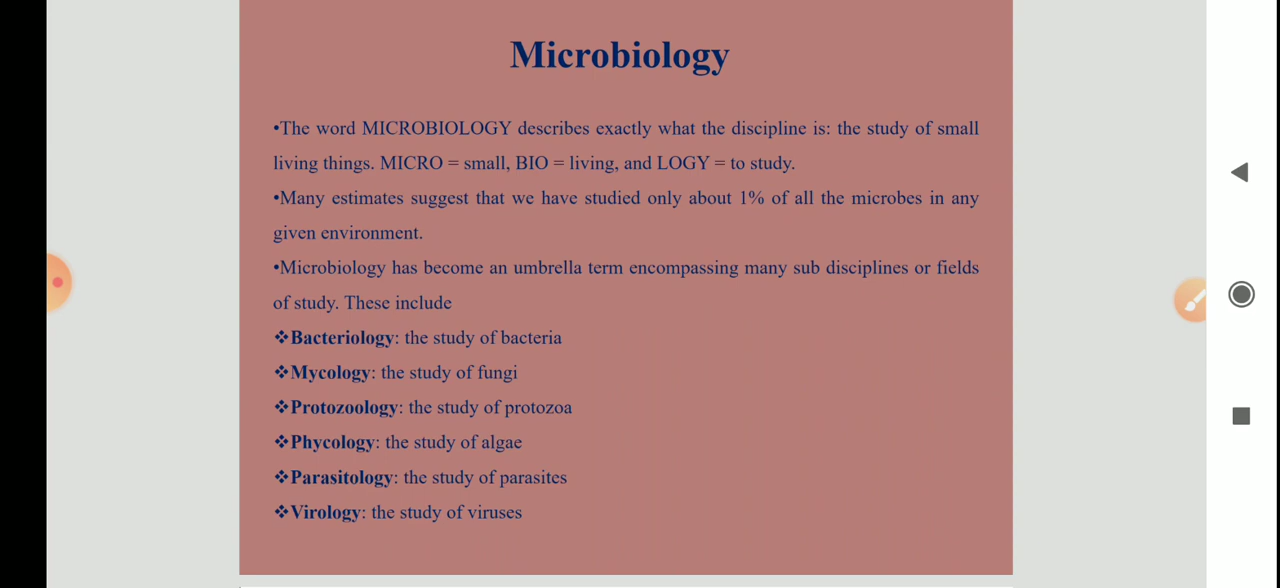 Microbiology
•The word MICROBIOLOGY describes exactly what the discipline is: the study of small
living things. MICRO = small, BIO = living, and LOGY = to study.
•Many estimates suggest that we have studied only about 1% of all the microbes in any
given environment.
•Microbiology has become an umbrella term encompassing many sub disciplines or fields
of study. These include
❖Bacteriology: the study of bacteria
❖Mycology: the study of fungi
❖Protozoology: the study of protozoa
❖Phycology: the study of algae
❖Parasitology: the study of parasites
❖Virology: the study of viruses